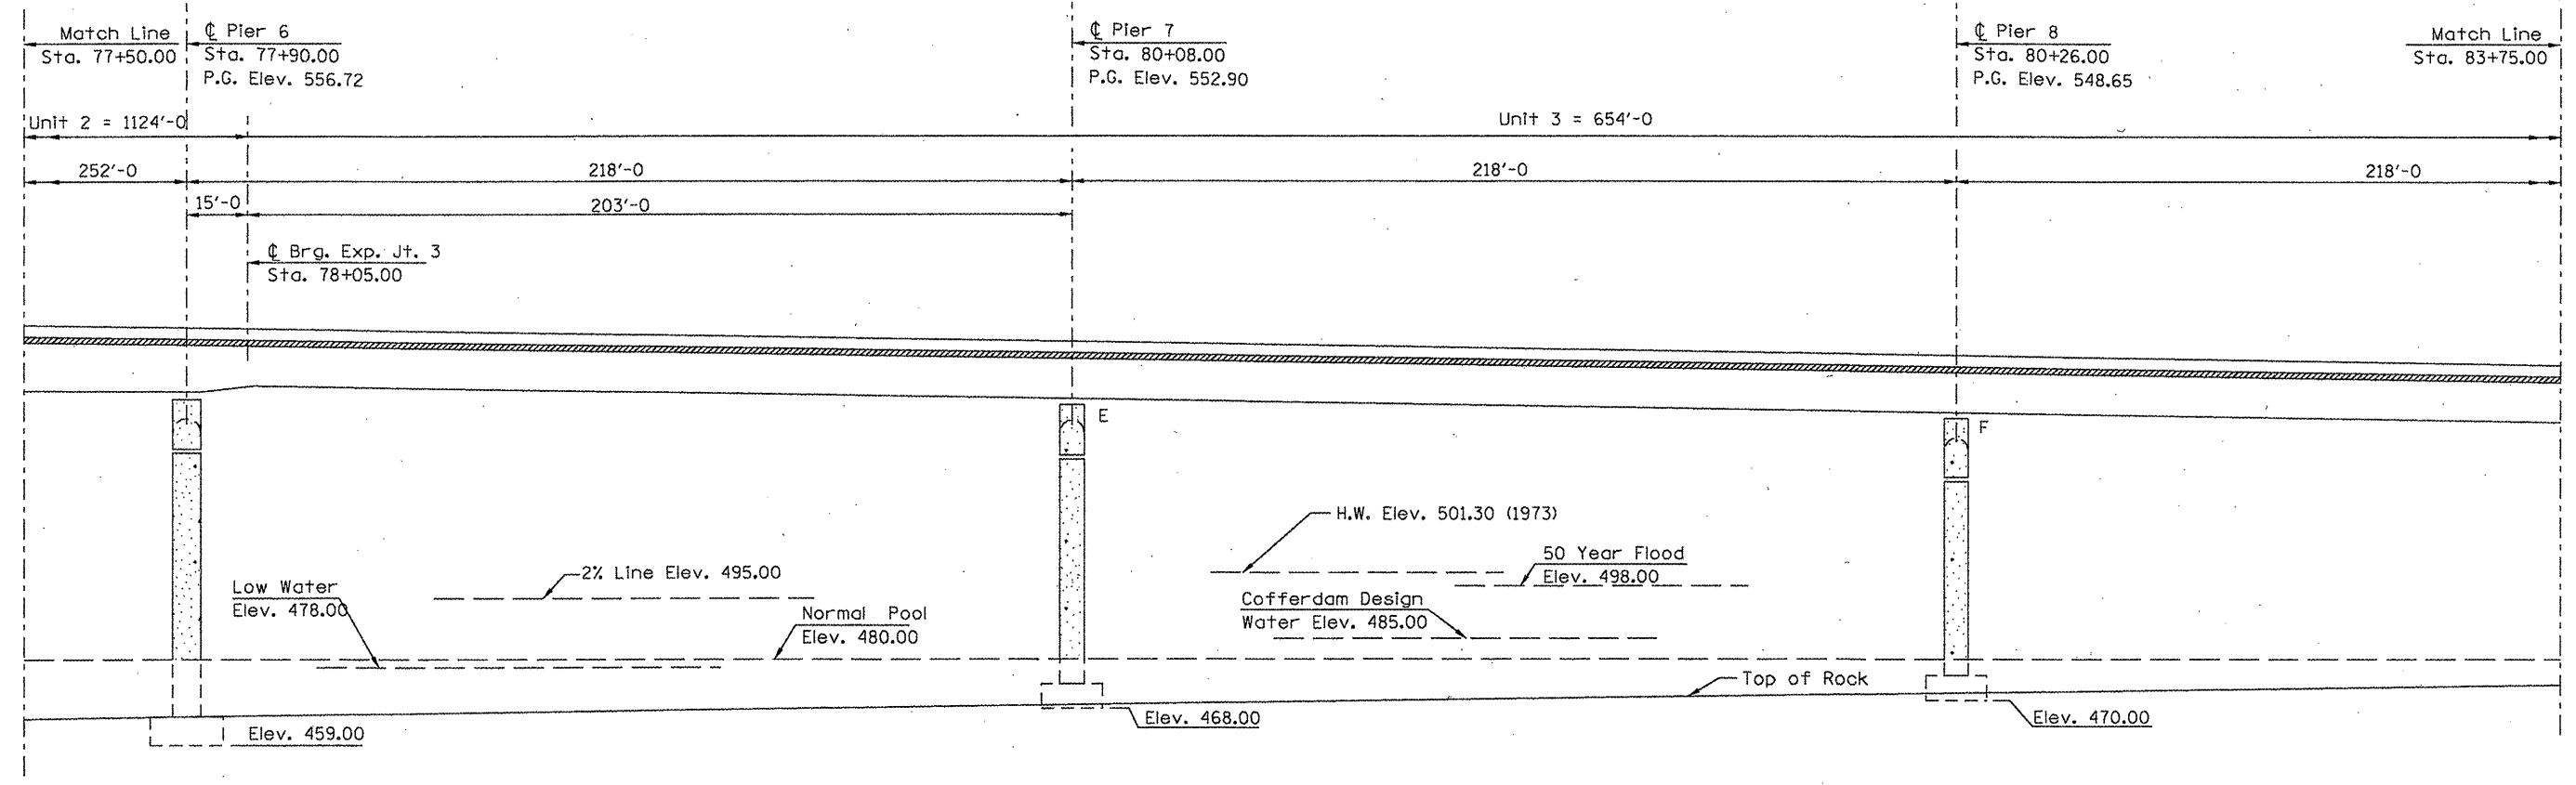 Match Line
Sta. 77+50.00
℄ Pier 6
Sta. 77+90.00
P.G. Elev. 556.72
℄ Pier 7
Sta. 80+08.00
P.G. Elev. 552.90
℄ Pier 8
Sta. 80+26.00
P.G. Elev. 548.65
Match Line
Sta. 83+75.00
Unit 2 = 1124'-0
Unit 3 = 654'-0
252'-0
218'-0
218'-0
218'-0
15'-0
203'-0
℄ Brg. Exp. Jt. 3
Sta. 78+05.00
E
F
H.W. Elev. 501.30 (1973)
50 Year Flood
Elev. 498.00
2% Line Elev. 495.00
Low Water
Elev. 478.00
Normal Pool
Elev. 480.00
Cofferdam Design
Water Elev. 485.00
Top of Rock
Elev. 459.00
Elev. 468.00
Elev. 470.00